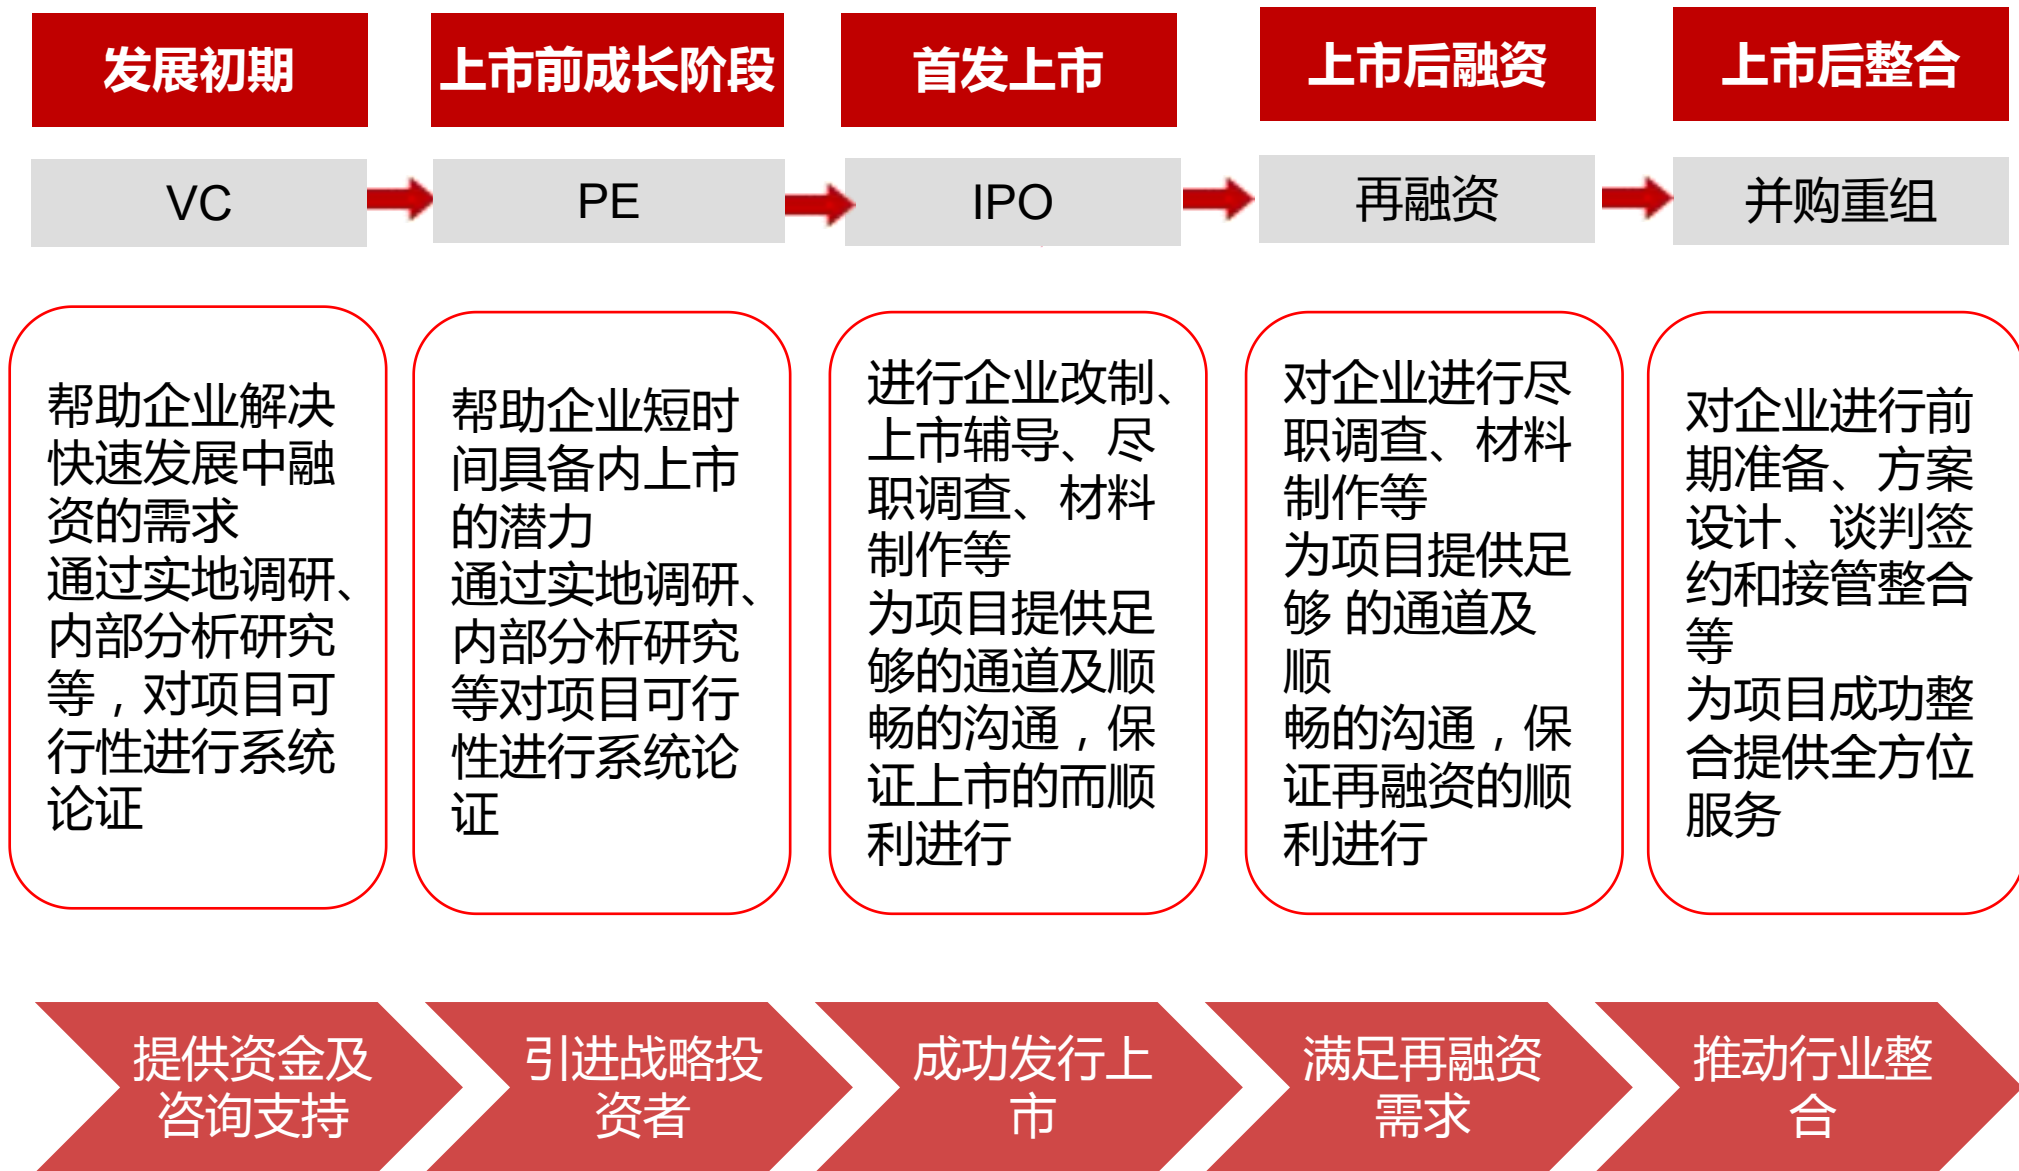 发展初期
上市前成长阶段
首发上市
上市后融资
上市后整合
VC
PE
IPO
再融资
并购重组
帮助企业解决
快速发展中融
资的需求
通过实地调研、
内部分析研究
等，对项目可
行性进行系统
论证
帮助企业短时
间具备内上市
的潜力
通过实地调研、
内部分析研究
等对项目可行
性进行系统论
证
进行企业改制、
上市辅导、尽
职调查、材料
制作等
为项目提供足
够的通道及顺
畅的沟通，保
证上市的而顺
利进行
对企业进行尽
职调查、材料
制作等
为项目提供足
够 的通道及
顺
畅的沟通，保
证再融资的顺
利进行
对企业进行前
期准备、方案
设计、谈判签
约和接管整合
等
为项目成功整
合提供全方位
服务
提供资金及
咨询支持
引进战略投
资者
成功发行上
市
满足再融资
需求
推动行业整
合